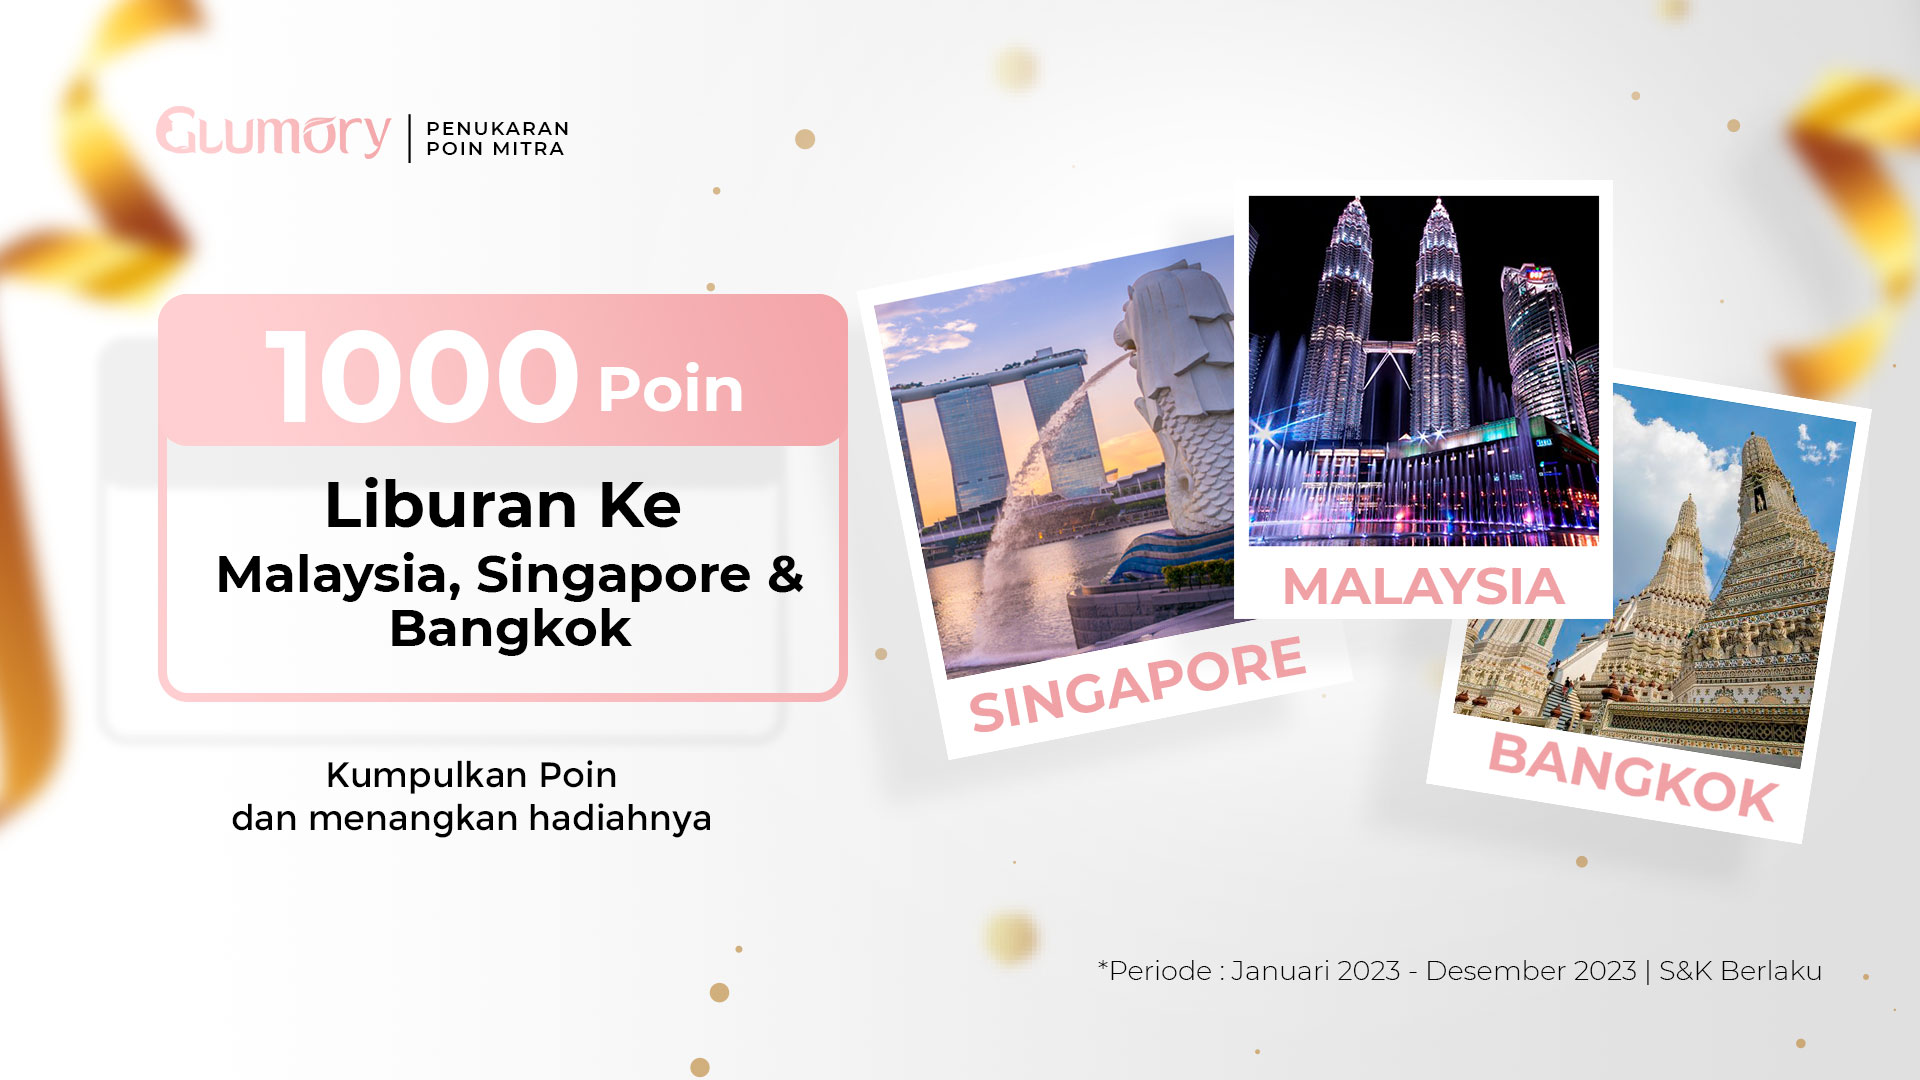 Glumory
PENUKARAN
POIN MITRA
1000 Poin
Liburan Ke
Malaysia, Singapore &
Bangkok
Kumpulkan Poin
dan menangkan hadiahnya
SINGAPORE
MALAYSIA
BANGKOK
*Periode : Januari 2023 - Desember 2023 | S&K Berlaku